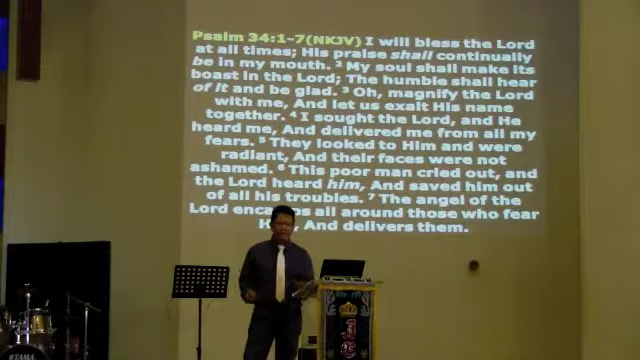 Psalm 34:1-7(NKJV) I will bless the Lord
at all times; His praise shall continually
be in my mouth. 2 My soul shall make its
boast in the Lord; The humble shall hear
of it and be glad. 3 Oh, magnify the Lord
with me, And let us exalt His name
together. 4 I sought the Lord, and He
heard me, And delivered me from all my
fears. 5 They looked to Him and were
radiant, And their faces were not
ashamed. 6 This poor man cried out, and
the Lord heard him, And saved him out
of all his troubles. 7 The angel of the
Lord all around those who fear
And delivers them.
TAMA